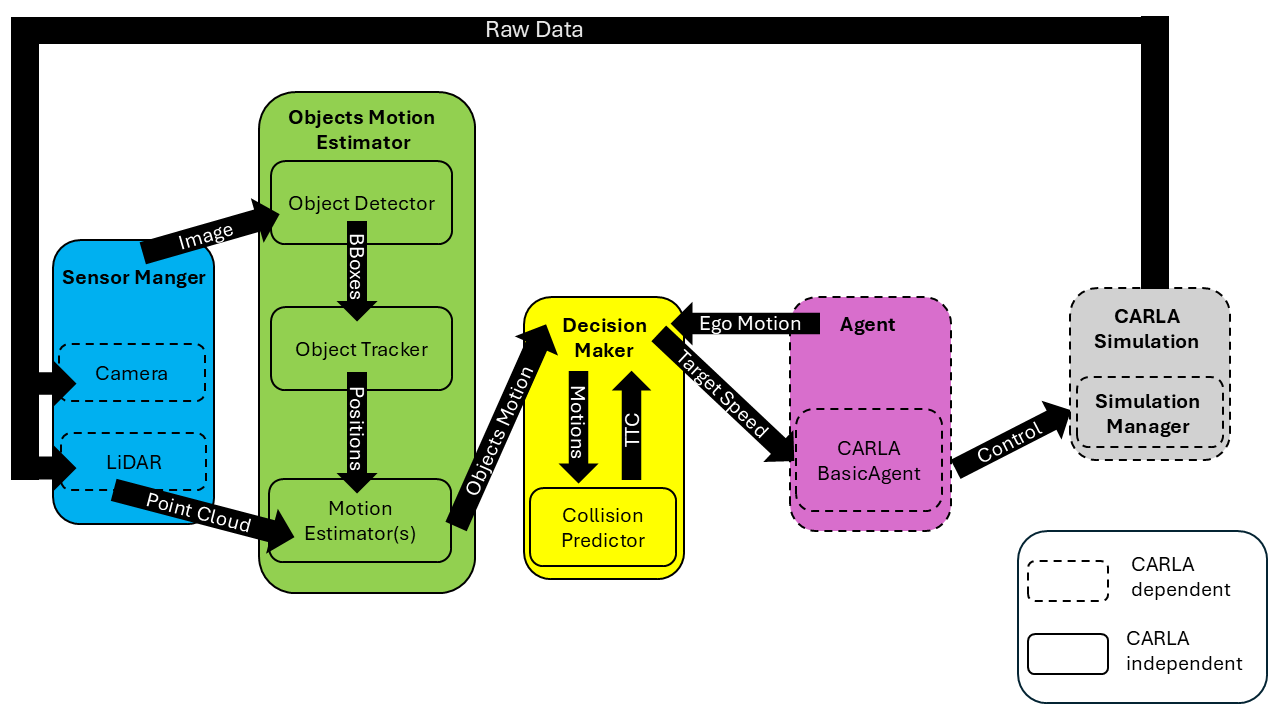 Raw Data
Objects Motion
Estimator
Object Detector
Image
BBoxes
Sensor Manger
Camera
LiDAR
Point Cloud
Object Tracker
Positions
Motion
Estimator(s)
Objects Motion
Decision
Maker
Motions
TTC
Collision
Predictor
Ego Motion
Target Speed
Agent
CARLA
BasicAgent
Control
CARLA
Simulation
Simulation
Manager
CARLA
dependent
CARLA
independent